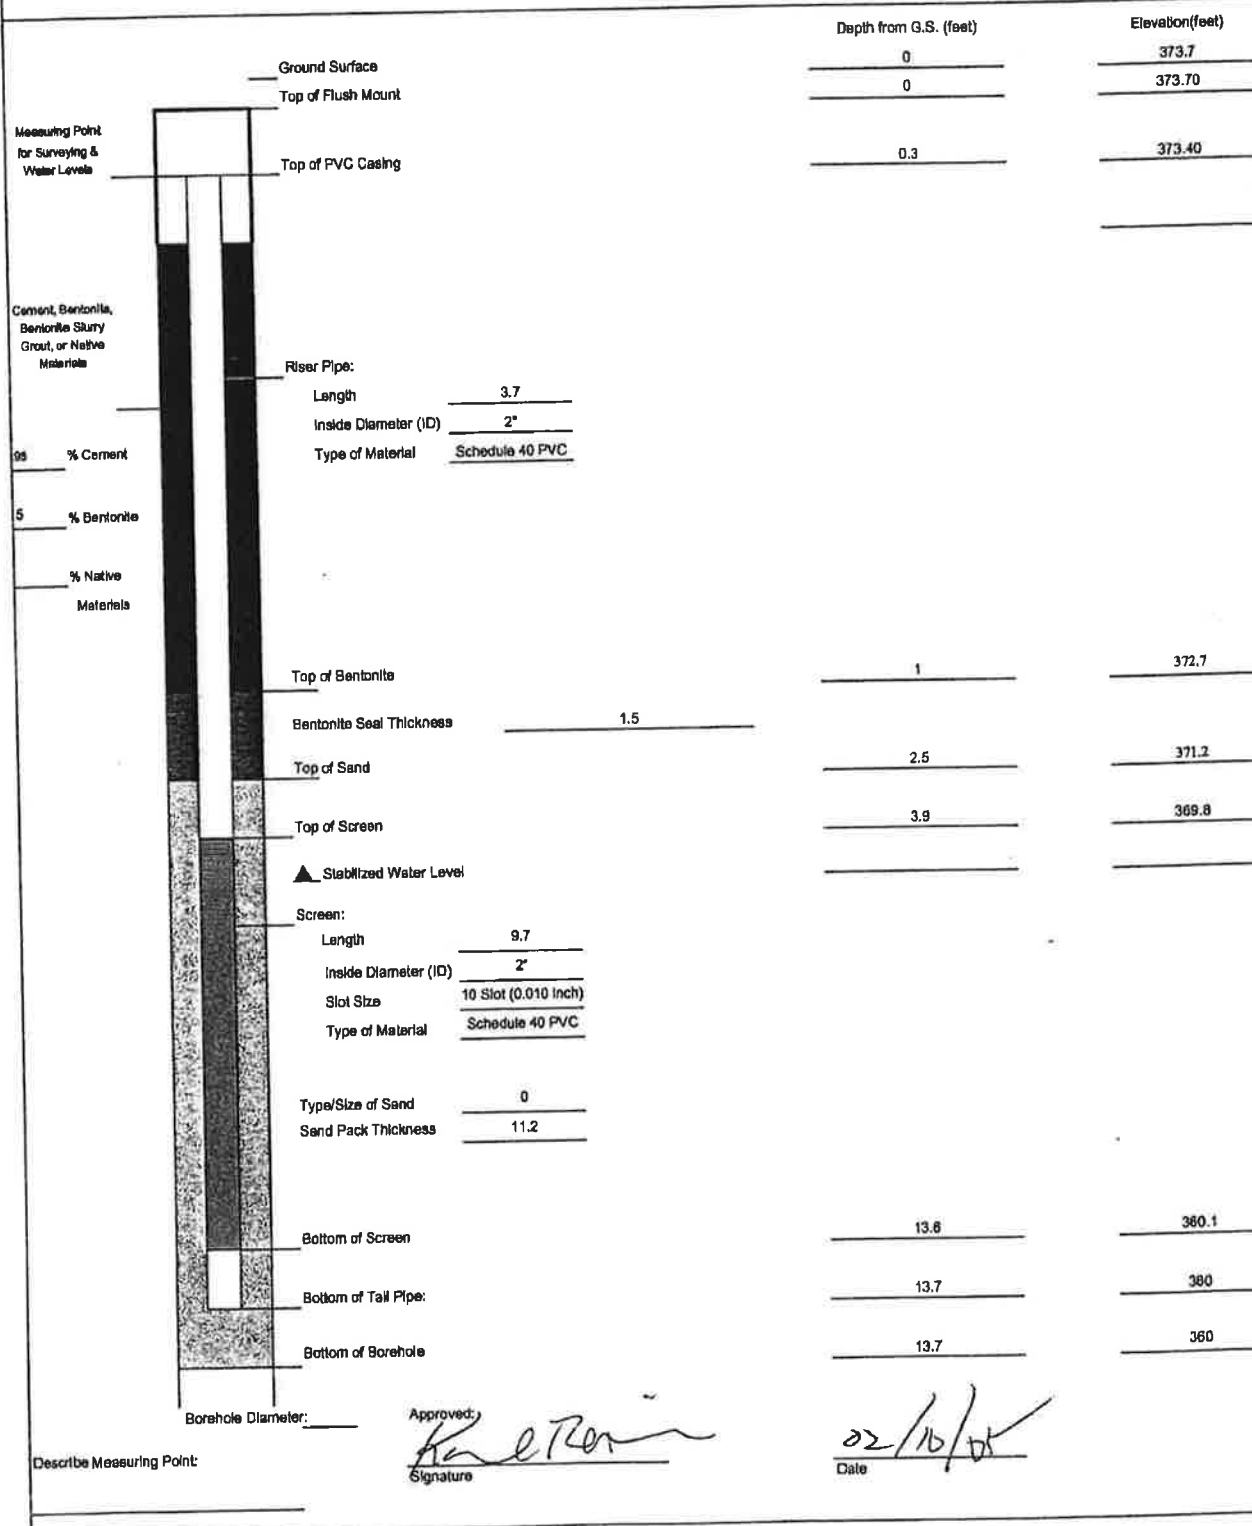 Depth from G.S. (feet) Elevation(feet)
Ground Surface 0 373.7
Top of Flush Mount 0 373.70
Measuring Point
for Surveying &
Water Levels
Top of PVC Casing 0.3 373.40
Cement, Bentonite,
Bentonite Slurry
Grout, or Native
Materials
Riser Pipe:
Length 3.7
Inside Diameter (ID) 2"
Type of Material Schedule 40 PVC
95 % Cement
5 % Bentonite
% Native
Materials
Top of Bentonite 1 372.7
Bentonite Seal Thickness 1.5
Top of Sand 2.5 371.2
Top of Screen 3.9 369.8
Stabilized Water Level
Screen:
Length 9.7
Inside Diameter (ID) 2"
Slot Size 10 Slot (0.010 Inch)
Type of Material Schedule 40 PVC
Type/Size of Sand 0
Sand Pack Thickness 11.2
Bottom of Screen 13.6 360.1
Bottom of Tail Pipe: 13.7 360
Bottom of Borehole 13.7 360
Borehole Diameter:
Approved:
02/10/05
Describe Measuring Point:
Signature Date